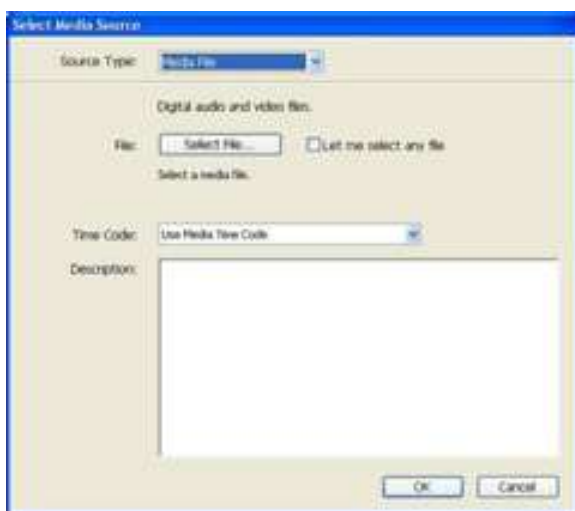 Select Media Source
Source Type: Media File
Digital audio and video files.
File: Select File... Let me select any file
Select a media file.
Time Code: Use Media Time Code
Description:
OK Cancel